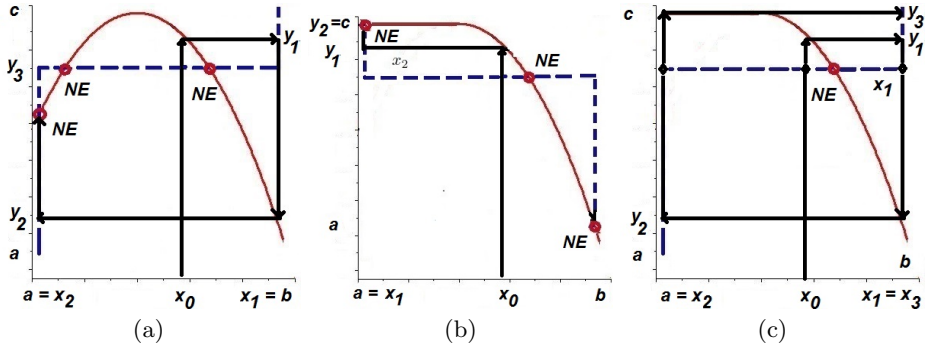 c
y1
y3
NE
NE
NE
y2
a
a = x2
x0
x1 = b
(a)
y2 = c
NE
y1
x2
NE
a
NE
a = x1
x0
b
(b)
c
y3
y1
x1
NE
y2
a
b
a = x2
x0
x1 = x3
(c)